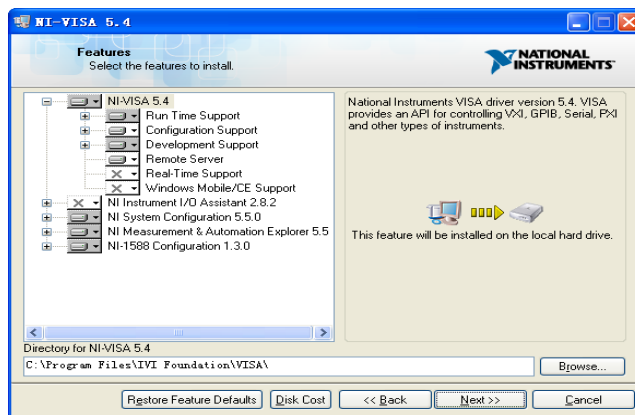 NI-VISA 5.4
Features
Select the features to install.
NATIONAL
INSTRUMENTS
NI-VISA 5.4
Run Time Support
Configuration Support
Development Support
Remote Server
Real-Time Support
Windows Mobile/CE Support
NI Instrument I/O Assistant 2.8.2
NI System Configuration 5.5.0
NI Measurement & Automation Explorer 5.5
NI-1588 Configuration 1.3.0
National Instruments VISA driver version 5.4. VISA
provides an API for controlling VXI, GPIB, Serial, PXI
and other types of instruments.
This feature will be installed on the local hard drive.
Directory for NI-VISA 5.4
C:\Program Files\IVI Foundation\VISA\
Browse...
Restore Feature Defaults
Disk Cost
<< Back
Next >>
Cancel